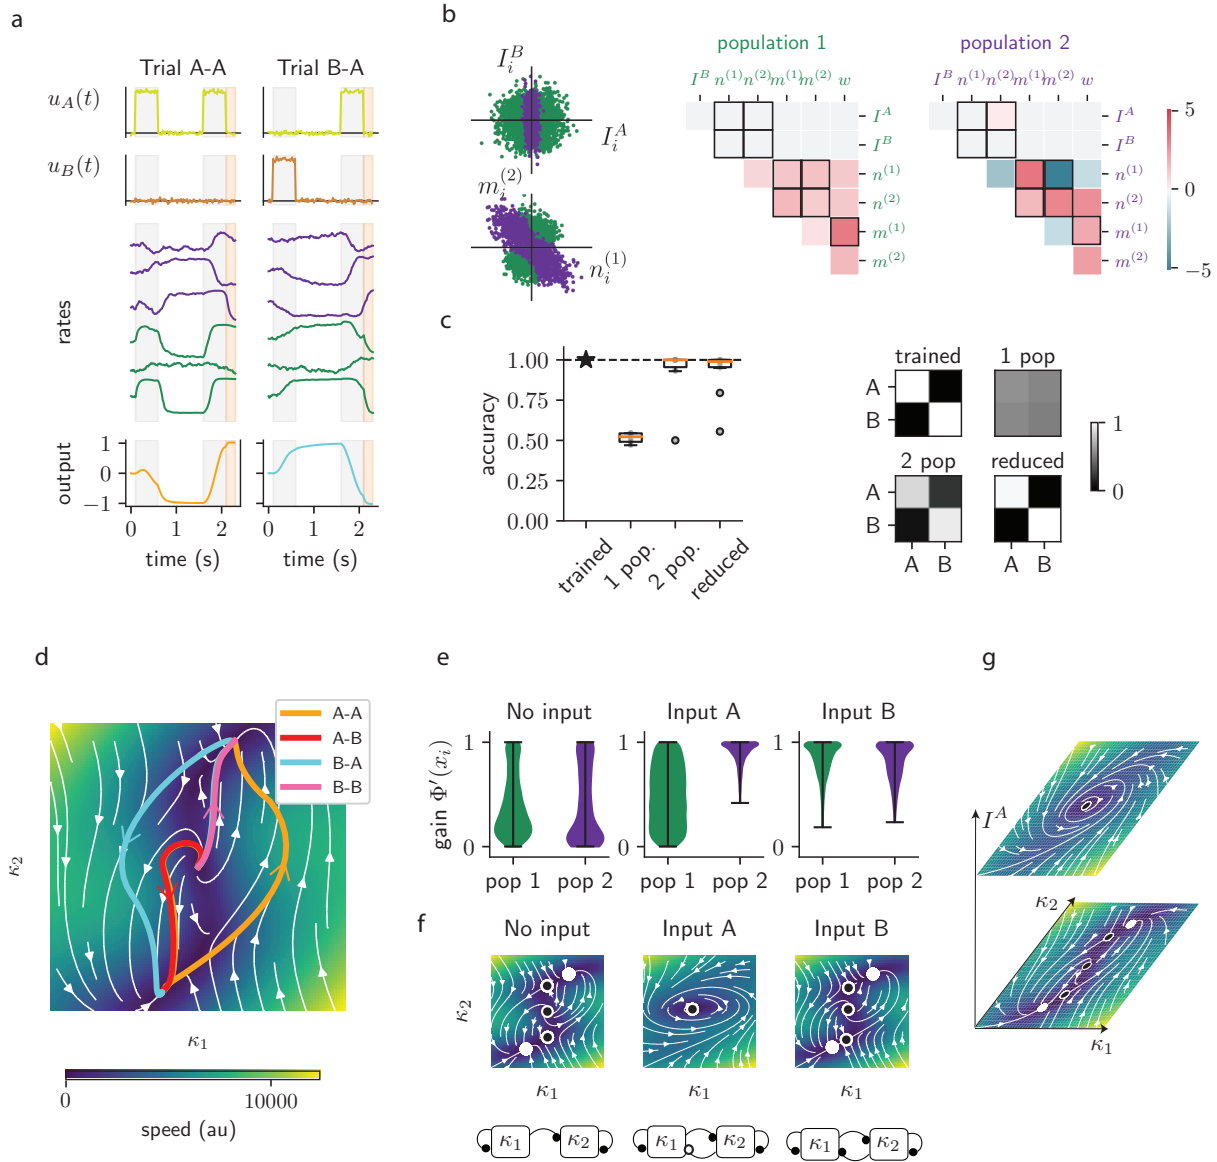 a
Trial A-A
Trial B-A
u_A(t)
u_B(t)
rates
output
1
0
−1
0
1
2
0
1
2
time (s)
time (s)
b
I_i^B
I_i^A
m_i^(2)
n_i^(1)
population 1
I^B n^(1) n^(2) m^(1) m^(2) w
I^A
I^B
n^(1)
n^(2)
m^(1)
m^(2)
population 2
I^B n^(1) n^(2) m^(1) m^(2) w
I^A
I^B
n^(1)
n^(2)
m^(1)
m^(2)
5
0
−5
c
accuracy
1.00
0.75
0.50
0.25
0.00
trained
1 pop.
2 pop.
reduced
trained
1 pop
A
B
2 pop
reduced
A
B
A B
A B
1
0
d
A-A
A-B
B-A
B-B
κ_2
κ_1
0
10000
speed (au)
e
No input
Input A
Input B
gain Φ′(x_i)
1
0
1
0
1
0
pop 1 pop 2
pop 1 pop 2
pop 1 pop 2
f
No input
Input A
Input B
κ_2
κ_1
κ_1
κ_1
κ_1 κ_2
κ_1 κ_2
κ_1 κ_2
g
I^A
κ_2
κ_1